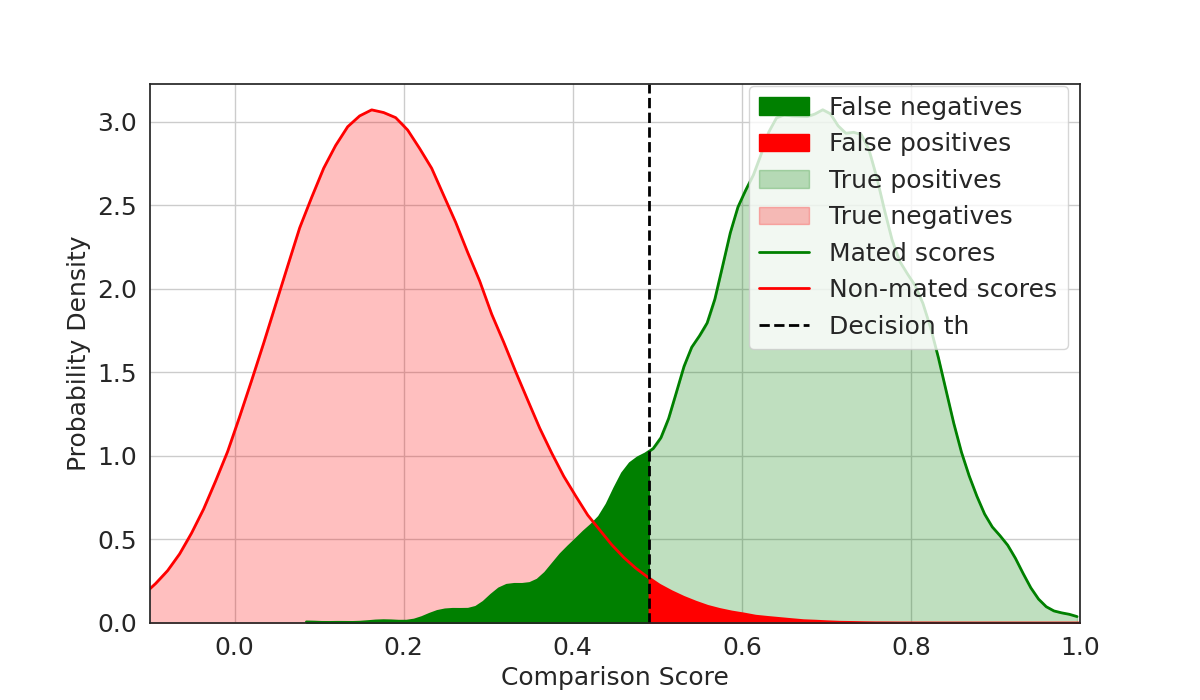 3.0
2.5
2.0
1.5
1.0
0.5
0.0
Probability Density
False negatives
False positives
True positives
True negatives
Mated scores
Non-mated scores
Decision th
0.0 0.2 0.4 0.6 0.8 1.0
Comparison Score